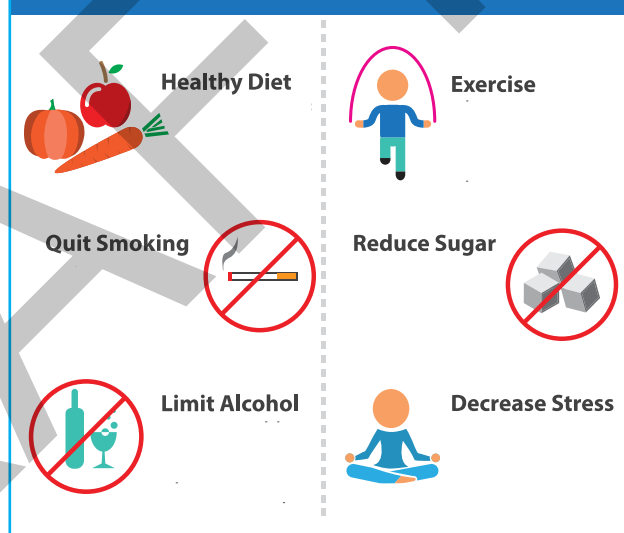 Healthy Diet
Exercise
Quit Smoking
Reduce Sugar
Limit Alcohol
Decrease Stress